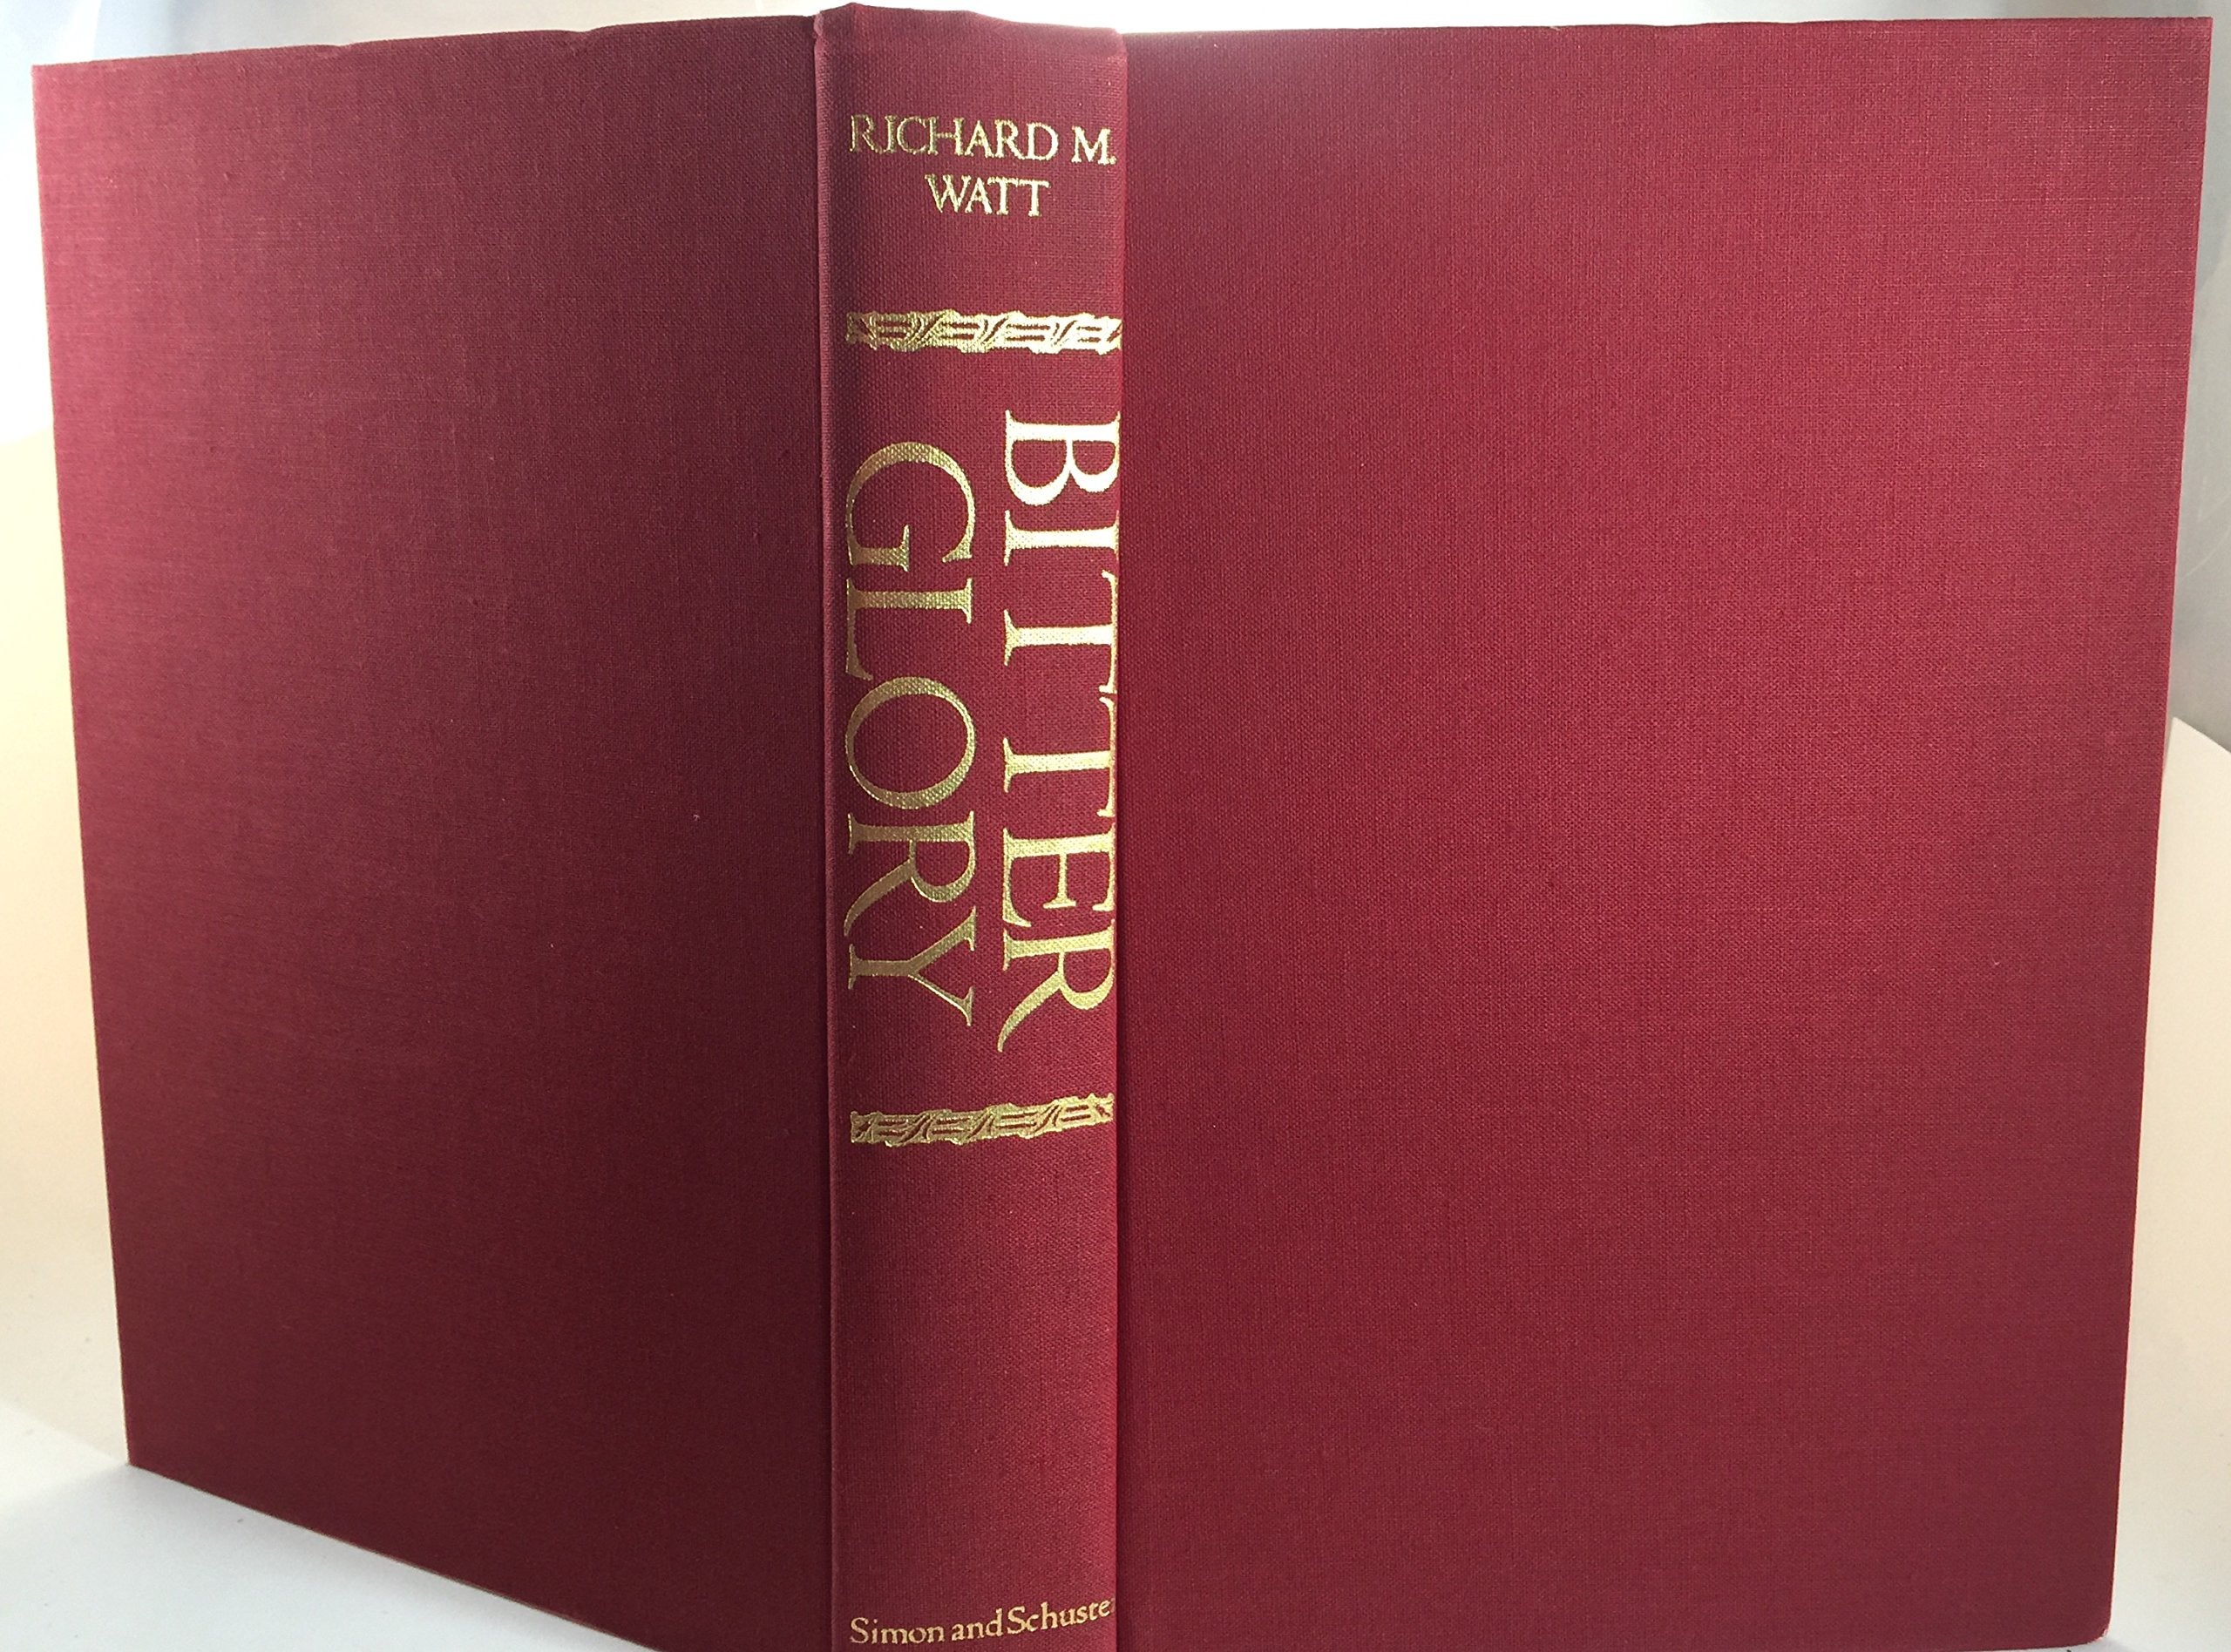 RICHARD M.
WATT
BITTER
GLORY
Simon and Schuste